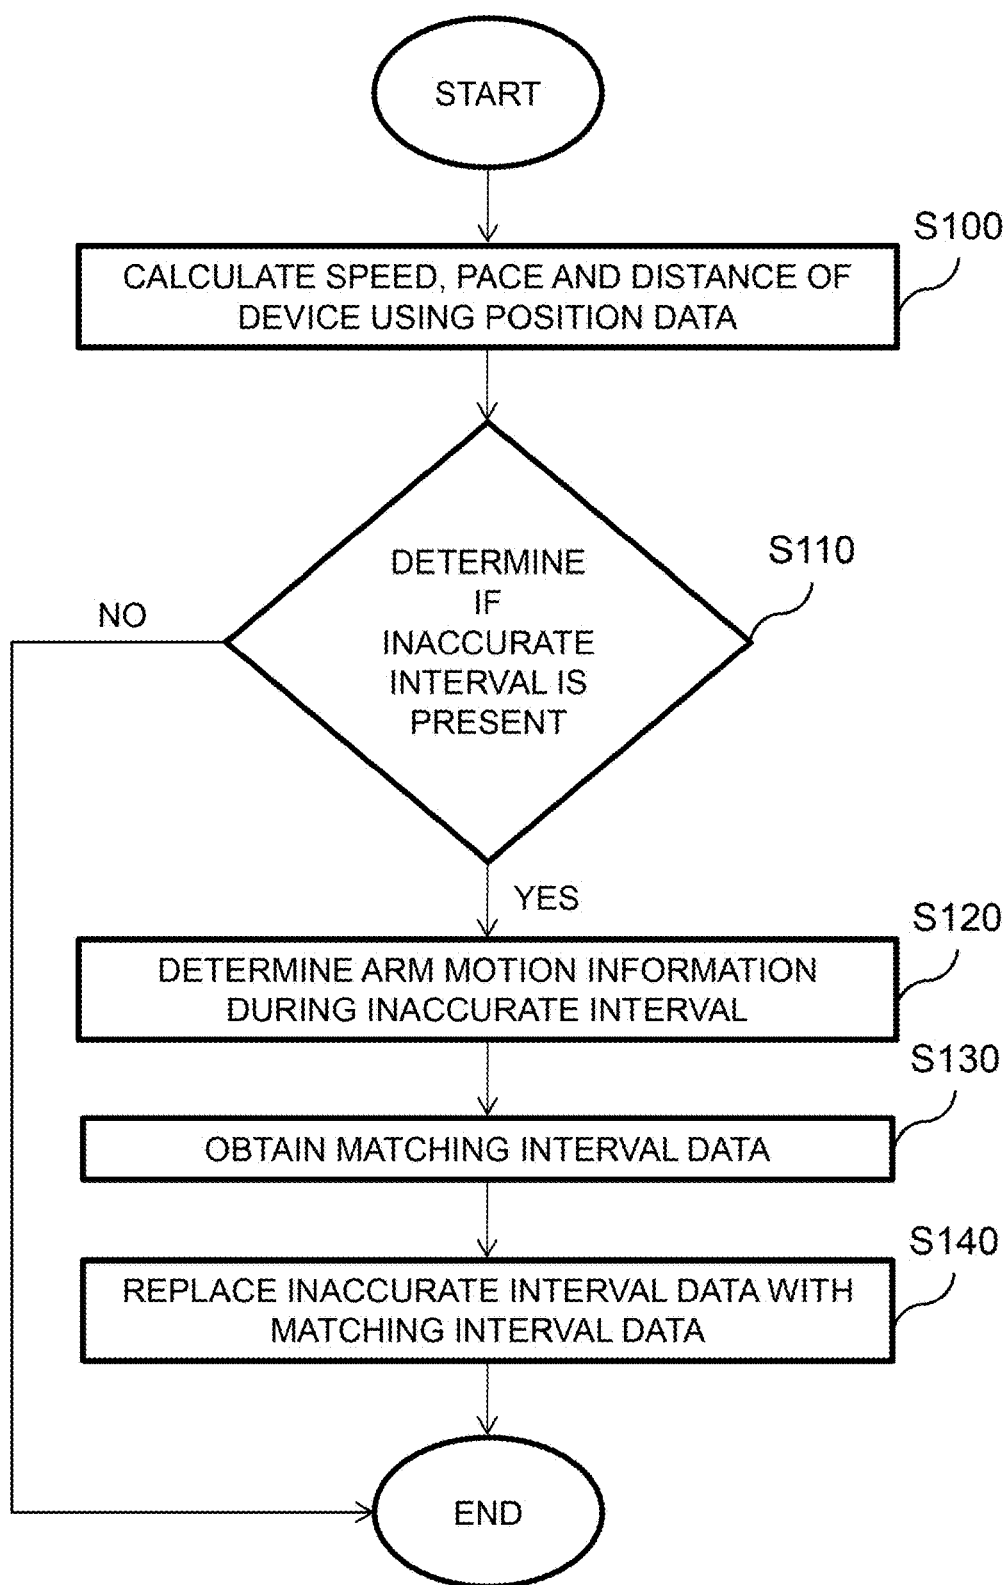 START
S100
CALCULATE SPEED, PACE AND DISTANCE OF
DEVICE USING POSITION DATA
S110
DETERMINE
IF
INACCURATE
INTERVAL IS
PRESENT
NO
YES
S120
DETERMINE ARM MOTION INFORMATION
DURING INACCURATE INTERVAL
S130
OBTAIN MATCHING INTERVAL DATA
S140
REPLACE INACCURATE INTERVAL DATA WITH
MATCHING INTERVAL DATA
END